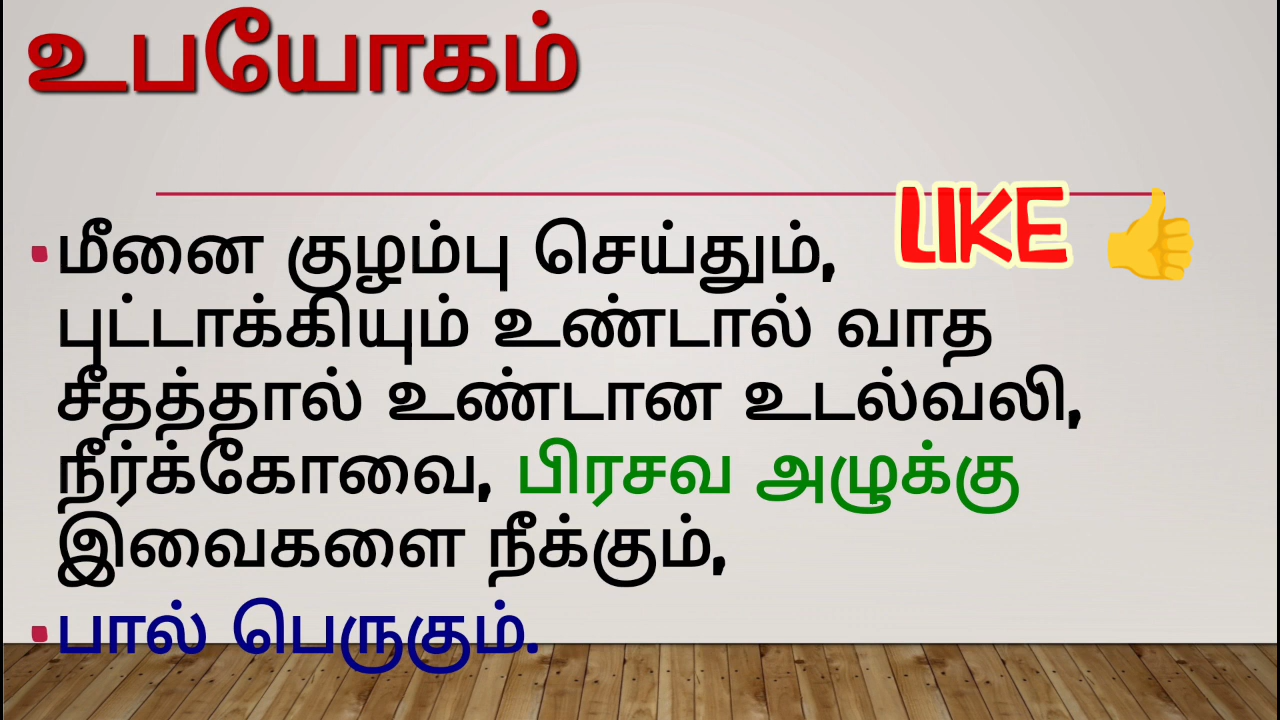 உபயோகம்
LIKE
•மீனை குழம்பு செய்தும்,
புட்டாக்கியும் உண்டால் வாத
சீதத்தால் உண்டான உடல்வலி,
நீர்க்கோவை, பிரசவ அழுக்கு
இவைகளை நீக்கும்,
•பால் பெருகும்.